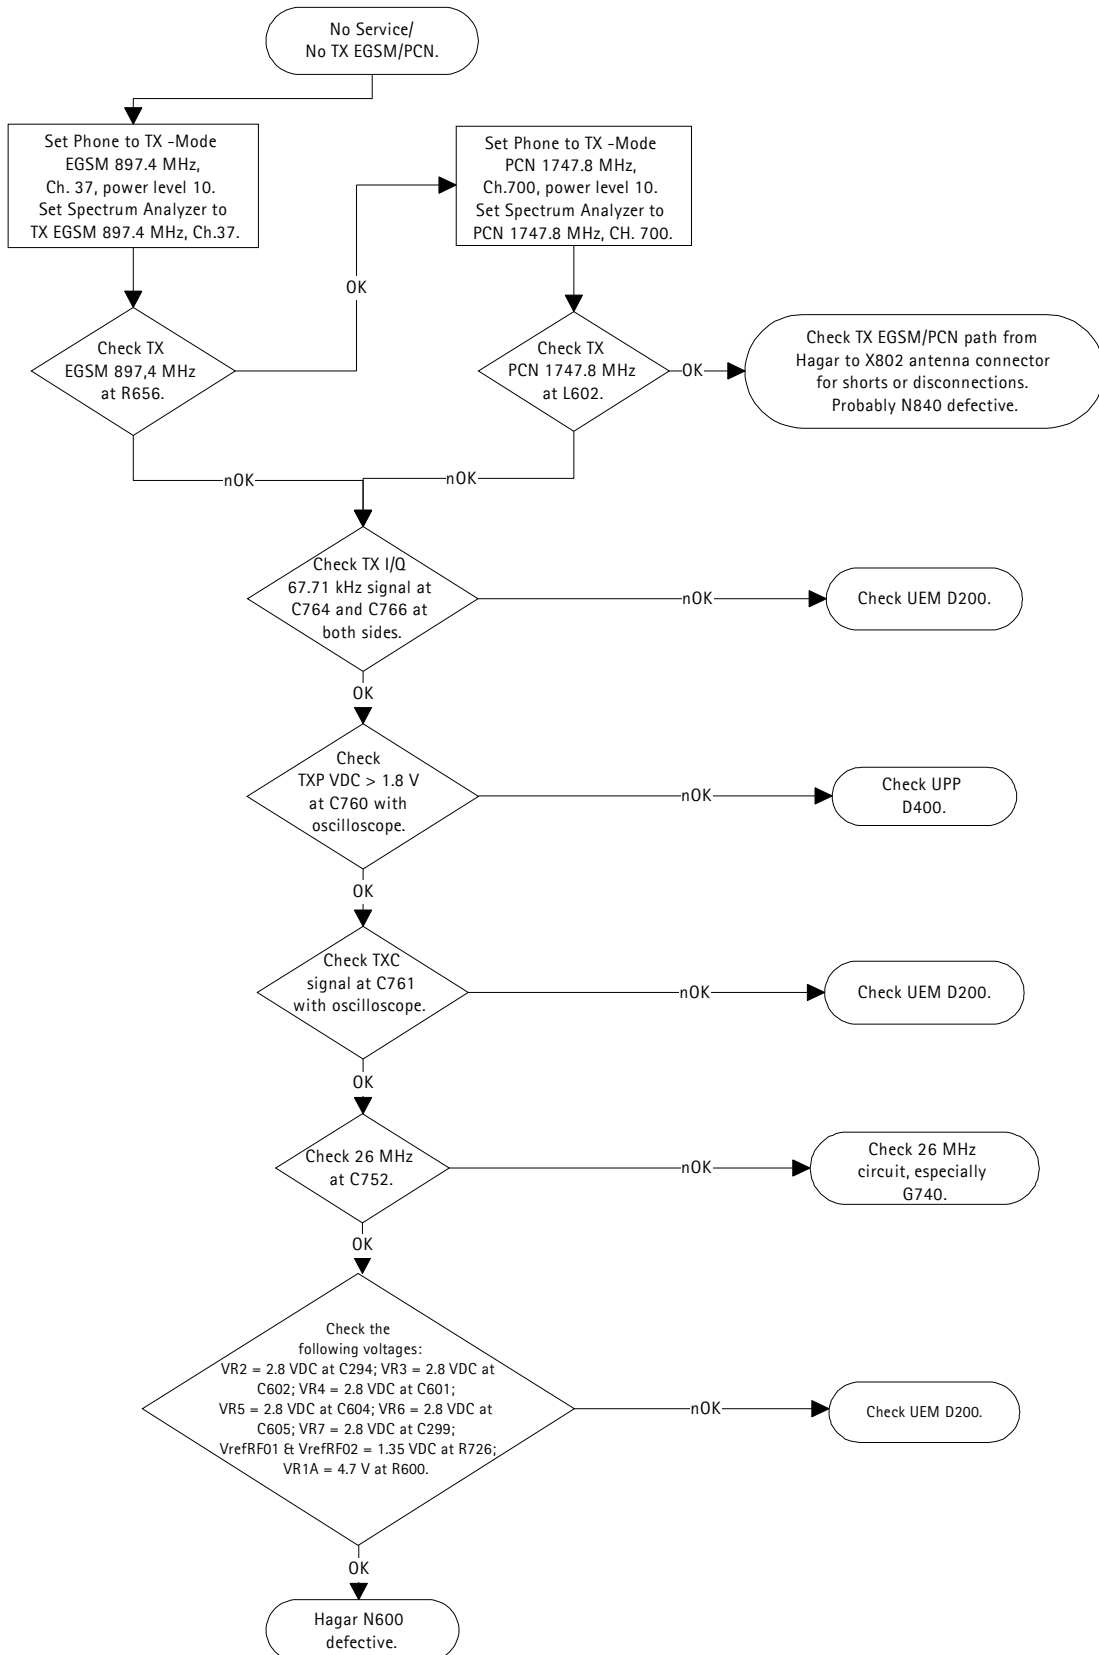 No Service/
No TX EGSM/PCN.
Set Phone to TX -Mode
EGSM 897.4 MHz,
Ch. 37, power level 10.
Set Spectrum Analyzer to
TX EGSM 897.4 MHz, Ch.37.
Set Phone to TX -Mode
PCN 1747.8 MHz,
Ch.700, power level 10.
Set Spectrum Analyzer to
PCN 1747.8 MHz, CH. 700.
OK
Check TX
EGSM 897,4 MHz
at R656.
Check TX
PCN 1747.8 MHz
at L602.
OK
Check TX EGSM/PCN path from
Hagar to X802 antenna connector
for shorts or disconnections.
Probably N840 defective.
nOK
nOK
Check TX I/Q
67.71 kHz signal at
C764 and C766 at
both sides.
nOK
Check UEM D200.
OK
Check
TXP VDC > 1.8 V
at C760 with
oscilloscope.
nOK
Check UPP
D400.
OK
Check TXC
signal at C761
with oscilloscope.
nOK
Check UEM D200.
OK
Check 26 MHz
at C752.
nOK
Check 26 MHz
circuit, especially
G740.
OK
Check the
following voltages:
VR2 = 2.8 VDC at C294; VR3 = 2.8 VDC at
C602; VR4 = 2.8 VDC at C601;
VR5 = 2.8 VDC at C604; VR6 = 2.8 VDC at
C605; VR7 = 2.8 VDC at C299;
VrefRF01 & VrefRF02 = 1.35 VDC at R726;
VR1A = 4.7 V at R600.
nOK
Check UEM D200.
OK
Hagar N600
defective.